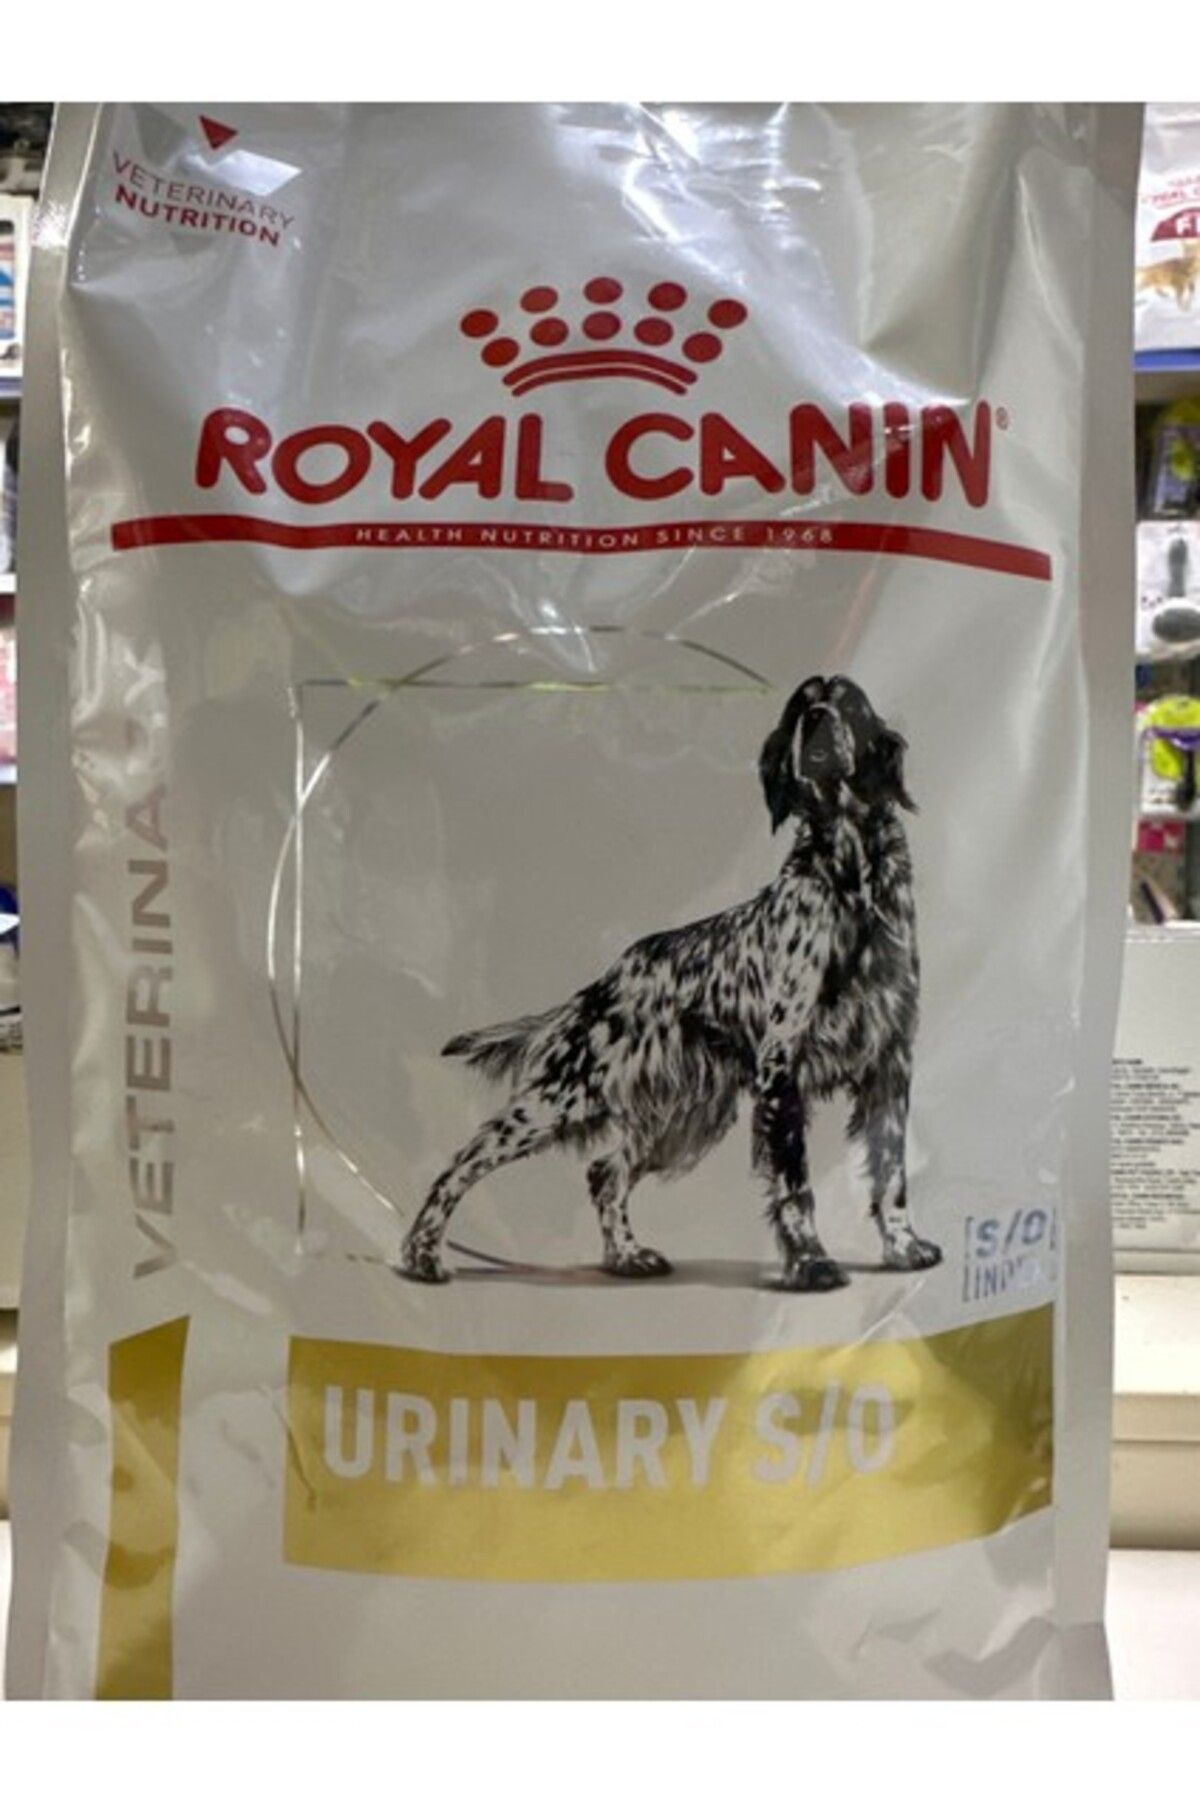 VETERINARY
NUTRITION
ROYAL CANIN®
HEALTH NUTRITION SINCE 1968
VETERINA
S/O
URINARY S/O